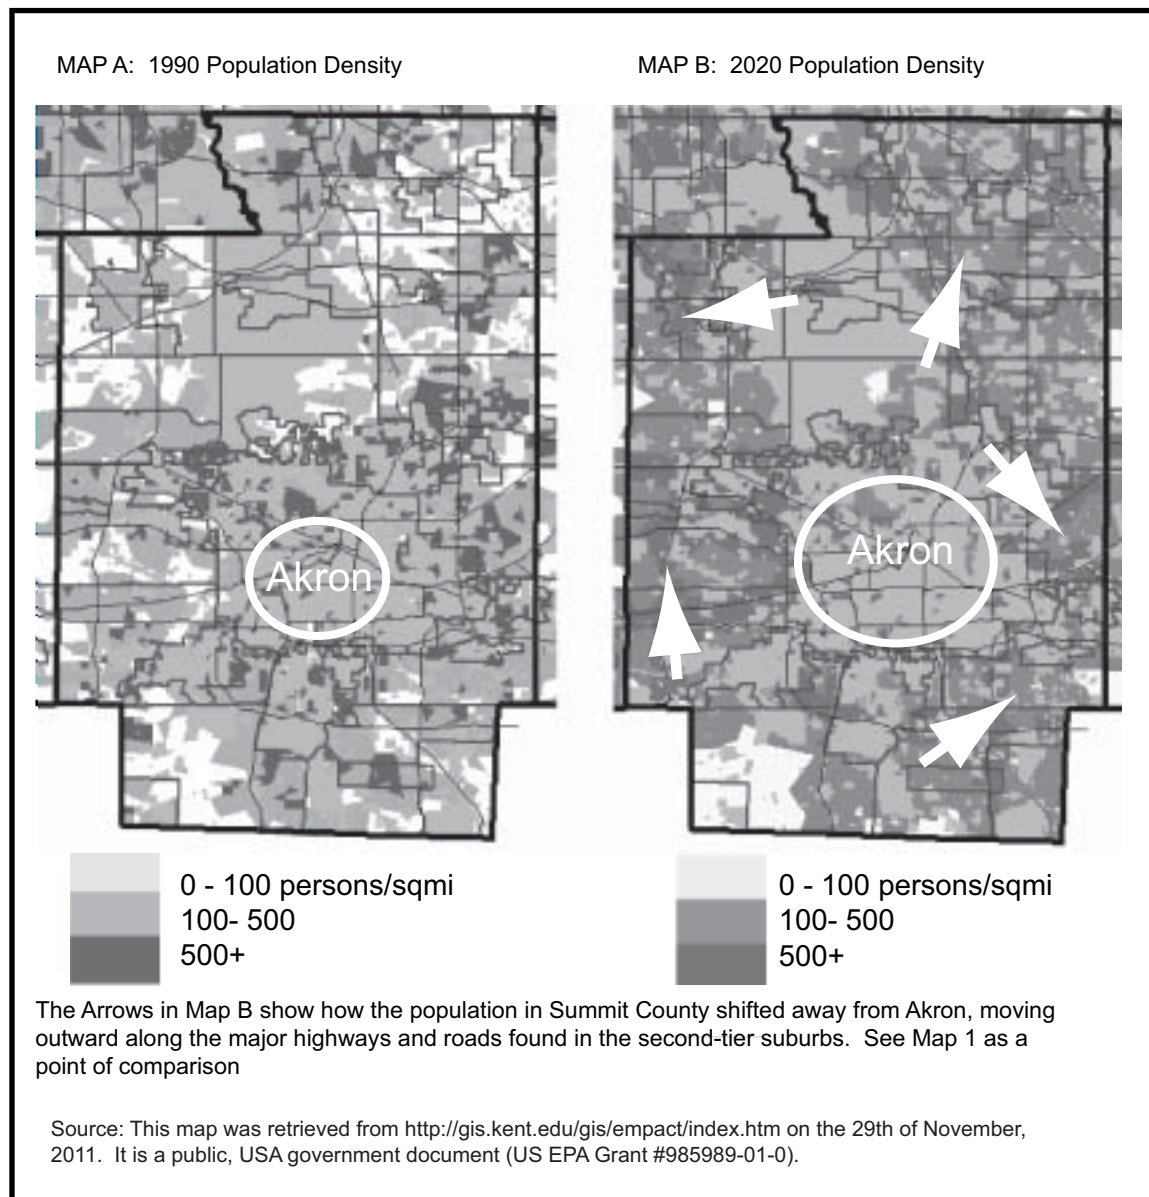 MAP A:  1990 Population Density
MAP B:  2020 Population Density
Akron
Akron
0 - 100 persons/sqmi
100- 500
500+
0 - 100 persons/sqmi
100- 500
500+
The Arrows in Map B show how the population in Summit County shifted away from Akron, moving
outward along the major highways and roads found in the second-tier suburbs.  See Map 1 as a
point of comparison
Source: This map was retrieved from http://gis.kent.edu/gis/empact/index.htm on the 29th of November,
2011.  It is a public, USA government document (US EPA Grant #985989-01-0).